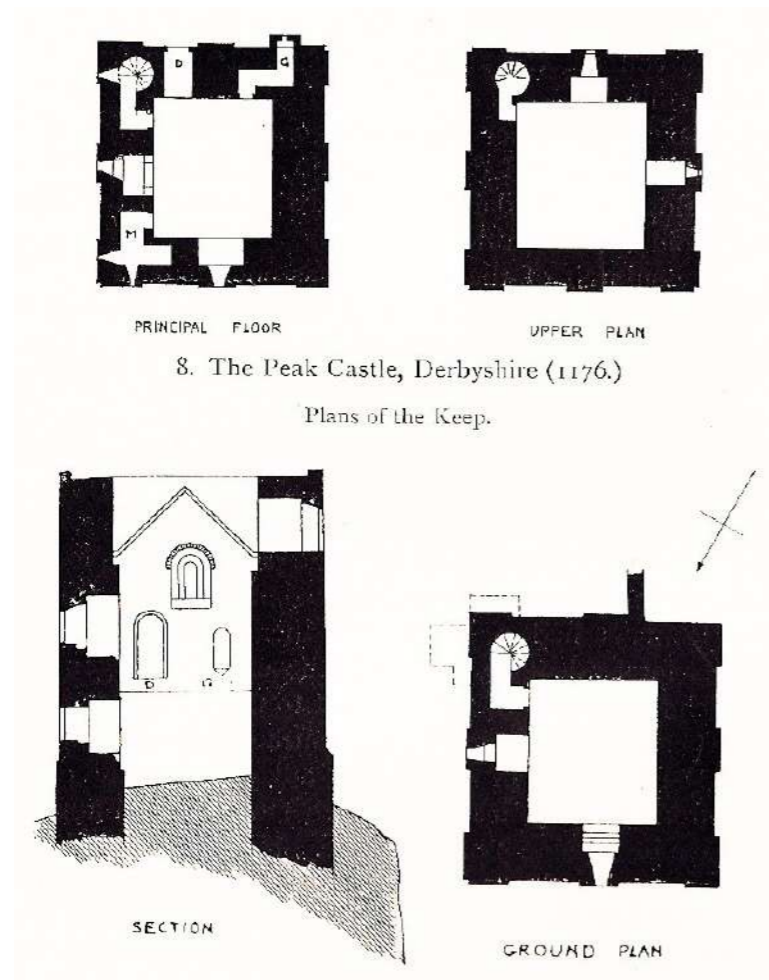 D
G
M
PRINCIPAL FLOOR
UPPER PLAN
8. The Peak Castle, Derbyshire (1176.)
Plans of the Keep.
D
G
SECTION
GROUND PLAN